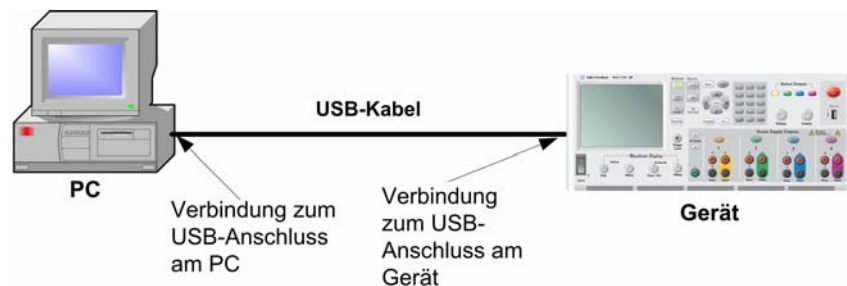 USB-Kabel
PC
Verbindung zum
USB-Anschluss
am PC
Verbindung
zum USB-
Anschluss am
Gerät
Gerät